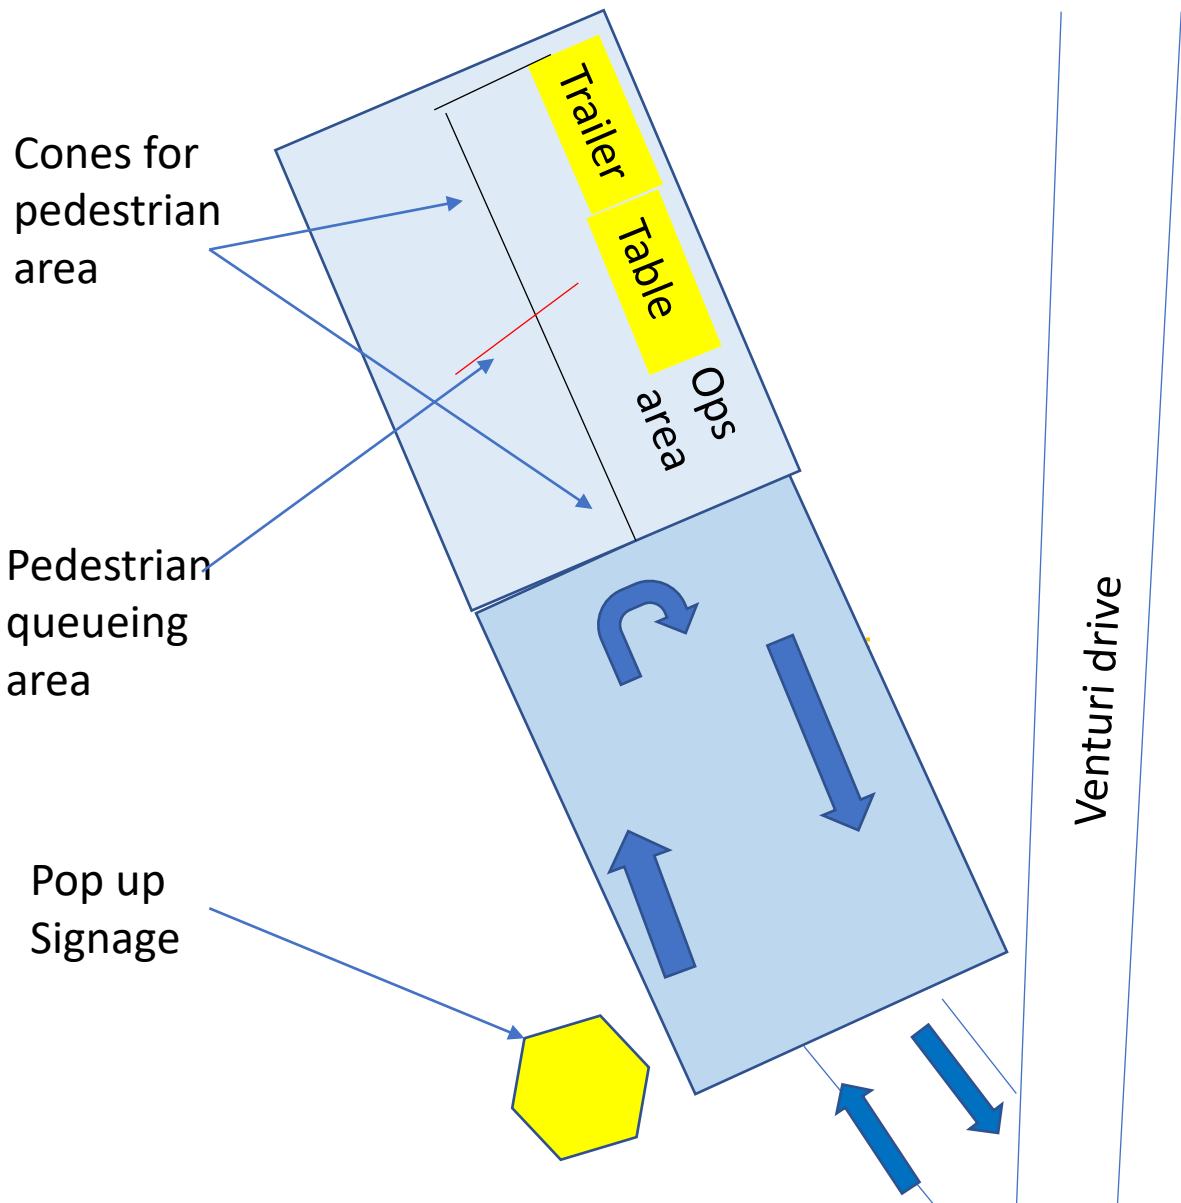 Cones for
pedestrian
area
Trailer
Table
Ops
area
Pedestrian
queueing
area
Venturi drive
Pop up
Signage